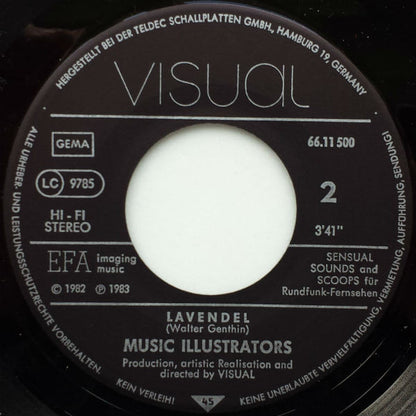 HERGESTELLT BEI DER TELDEC SCHALLPLATTEN GMBH., HAMBURG 19, GERMANY
VISUAL
GEMA
66.11 500
LC 9785
2
HI - FI
STEREO
3'41"
EFA imaging
music
SENSUAL
SOUNDS and
SCOOPS für
Rundfunk-Fernsehen
© 1982 ℗ 1983
LAVENDEL
(Walter Genthin)
MUSIC ILLUSTRATORS
Production, artistic Realisation and
directed by VISUAL
45
ALLE URHEBER- UND LEISTUNGSSCHUTZRECHTE VORBEHALTEN.
KEIN VERLEIH!
KEINE UNERLAUBTE VERVIELFÄLTIGUNG, VERMIETUNG, AUFFÜHRUNG, SENDUNG!